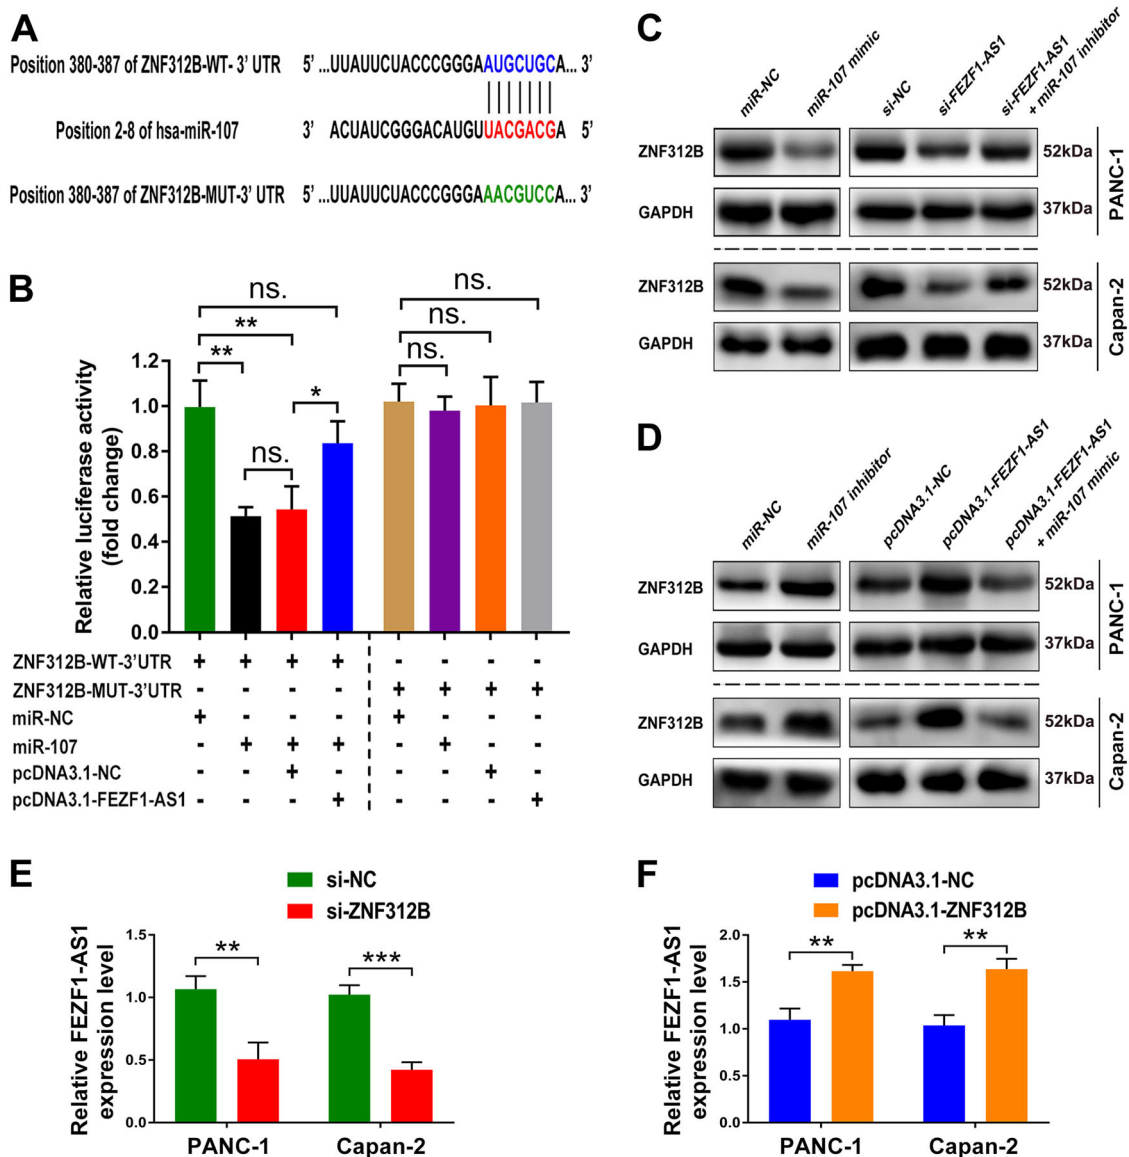 A
Position 380-387 of ZNF312B-WT- 3' UTR 5' ...UUAUUCUACCCGGGAAUGCUGCA... 3'
Position 2-8 of hsa-miR-107 3' ACUAUCGGGACAUGUUACGACGA 5'
Position 380-387 of ZNF312B-MUT-3' UTR 5' ...UUAUUCUACCCGGGAAACGUCCA... 3'
B
Relative luciferase activity
(fold change)
ns. ns.
** ns.
** ns.
*
ns.
1.2
1.0
0.8
0.6
0.4
0.2
0.0
ZNF312B-WT-3'UTR + + + + - - - -
ZNF312B-MUT-3'UTR - - - - + + + +
miR-NC + - - - + - - -
miR-107 - + + + - + - -
pcDNA3.1-NC - - + - - - + -
pcDNA3.1-FEZF1-AS1 - - - + - - - +
C
miR-NC
miR-107 mimic
si-NC
si-FEZF1-AS1
si-FEZF1-AS1
+ miR-107 inhibitor
ZNF312B 52kDa
GAPDH 37kDa
PANC-1
ZNF312B 52kDa
GAPDH 37kDa
Capan-2
D
miR-NC
miR-107 inhibitor
pcDNA3.1-NC
pcDNA3.1-FEZF1-AS1
pcDNA3.1-FEZF1-AS1
+ miR-107 mimic
ZNF312B 52kDa
GAPDH 37kDa
PANC-1
ZNF312B 52kDa
GAPDH 37kDa
Capan-2
E
si-NC
si-ZNF312B
Relative FEZF1-AS1
expression level
1.5
1.0
0.5
0.0
** ***
PANC-1 Capan-2
F
pcDNA3.1-NC
pcDNA3.1-ZNF312B
Relative FEZF1-AS1
expression level
2.0
1.5
1.0
0.5
0.0
** **
PANC-1 Capan-2